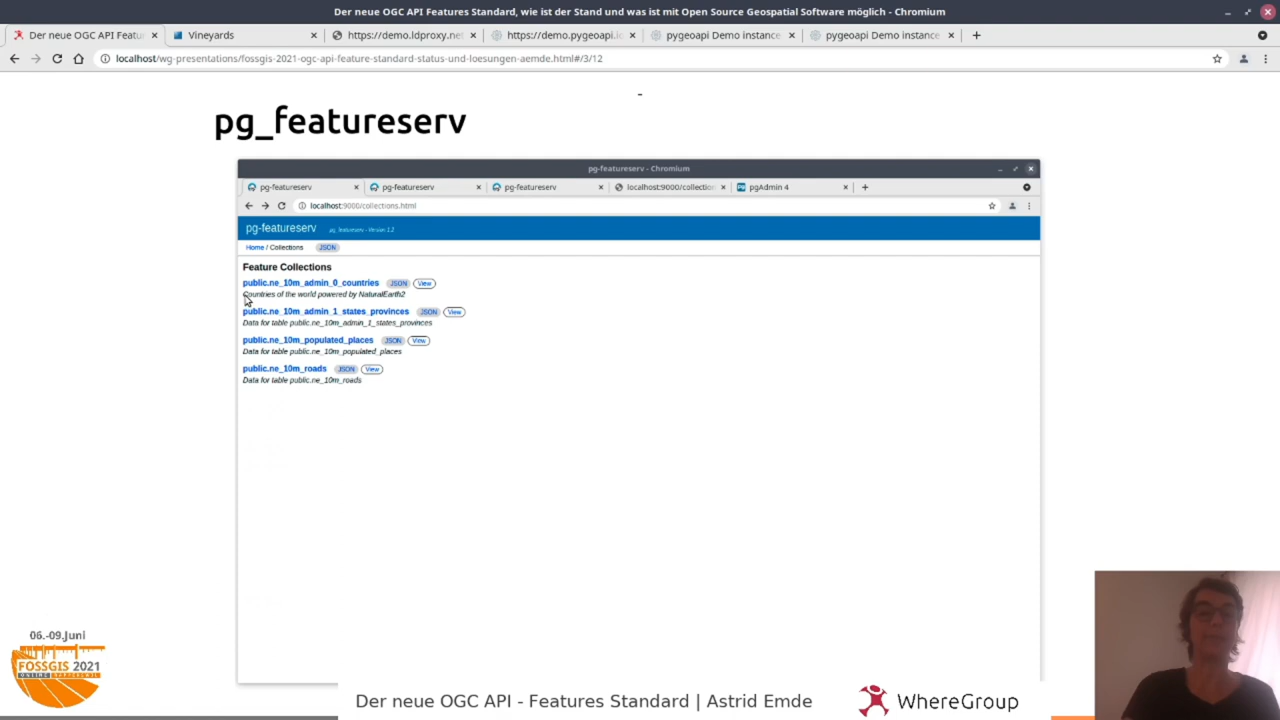 Der neue OGC API Features Standard, wie ist der Stand und was ist mit Open Source Geospatial Software möglich - Chromium
Der neue OGC API Featur
Vineyards
https://demo.ldproxy.net
https://demo.pygeoapi.io
pygeoapi Demo instance
pygeoapi Demo instance
localhost/wg-presentations/fossgis-2021-ogc-api-feature-standard-status-und-loesungen-aemde.html#/3/12
-
pg_featureserv
pg-featureserv - Chromium
pg-featureserv
pg-featureserv
pg-featureserv
localhost:9000/collection
pgAdmin 4
localhost:9000/collections.html
pg-featureserv pg_featureserv - Version 1.2
Home / Collections JSON
Feature Collections
public.ne_10m_admin_0_countries JSON View
Countries of the world powered by NaturalEarth2
public.ne_10m_admin_1_states_provinces JSON View
Data for table public.ne_10m_admin_1_states_provinces
public.ne_10m_populated_places JSON View
Data for table public.ne_10m_populated_places
public.ne_10m_roads JSON View
Data for table public.ne_10m_roads
06.-09.Juni
FOSSGIS 2021
Der neue OGC API - Features Standard | Astrid Emde
WhereGroup